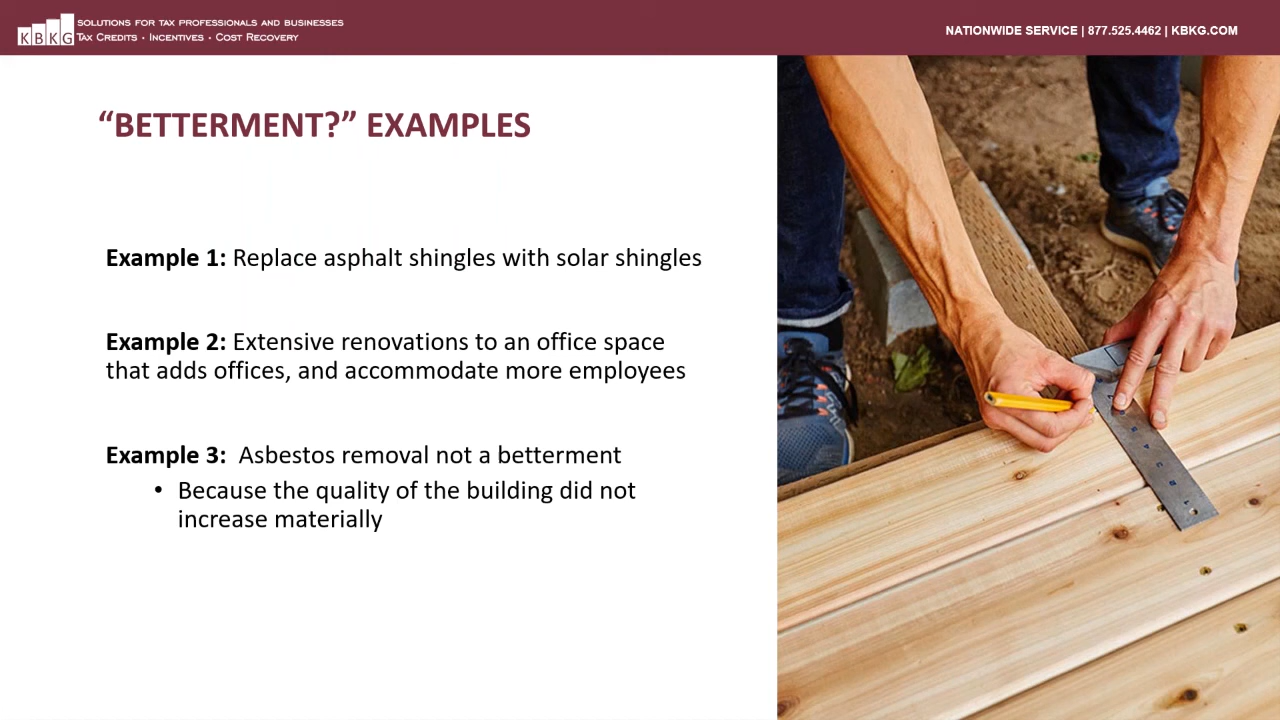 KBKG
SOLUTIONS FOR TAX PROFESSIONALS AND BUSINESSES
TAX CREDITS · INCENTIVES · COST RECOVERY
NATIONWIDE SERVICE | 877.525.4462 | KBKG.COM
“BETTERMENT?” EXAMPLES
Example 1: Replace asphalt shingles with solar shingles
Example 2: Extensive renovations to an office space
that adds offices, and accommodate more employees
Example 3:  Asbestos removal not a betterment
• Because the quality of the building did not
increase materially